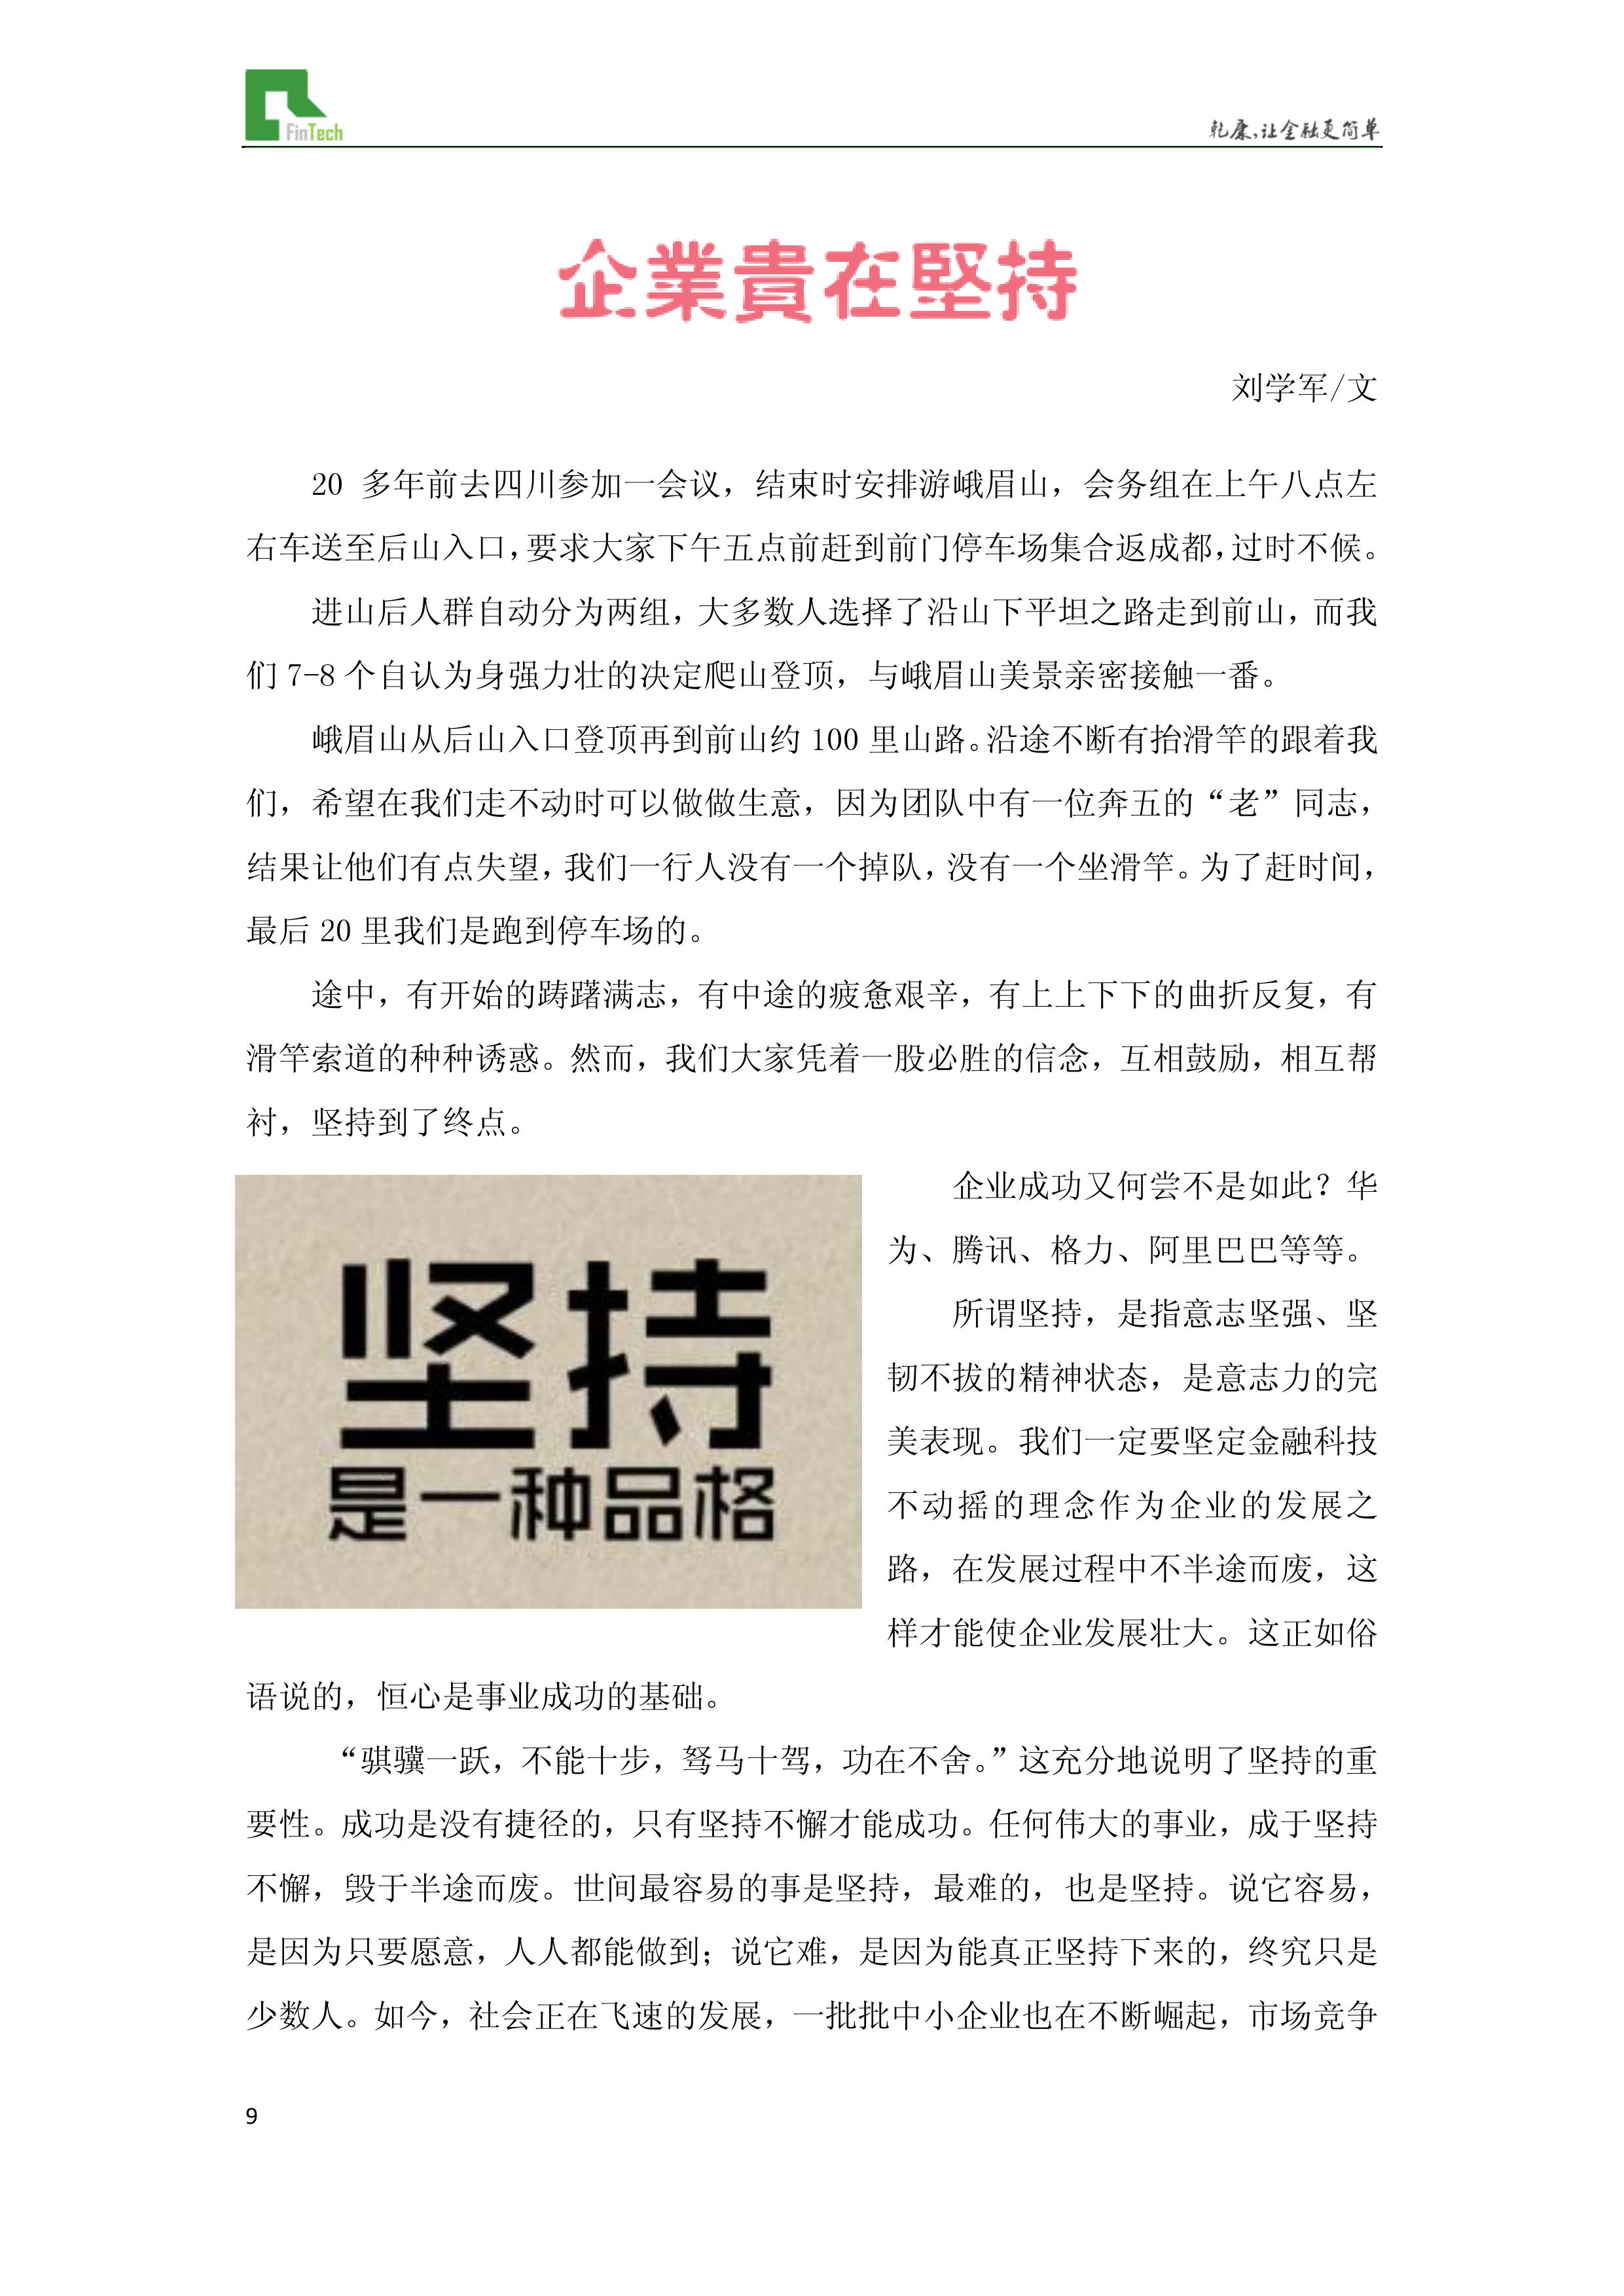 FinTech
乾康,让金融更简单
企業貴在堅持
刘学军/文
20 多年前去四川参加一会议，结束时安排游峨眉山，会务组在上午八点左
右车送至后山入口，要求大家下午五点前赶到前门停车场集合返成都，过时不候。
进山后人群自动分为两组，大多数人选择了沿山下平坦之路走到前山，而我
们 7-8 个自认为身强力壮的决定爬山登顶，与峨眉山美景亲密接触一番。
峨眉山从后山入口登顶再到前山约 100 里山路。沿途不断有抬滑竿的跟着我
们，希望在我们走不动时可以做做生意，因为团队中有一位奔五的“老”同志，
结果让他们有点失望，我们一行人没有一个掉队，没有一个坐滑竿。为了赶时间，
最后 20 里我们是跑到停车场的。
途中，有开始的踌躇满志，有中途的疲惫艰辛，有上上下下的曲折反复，有
滑竿索道的种种诱惑。然而，我们大家凭着一股必胜的信念，互相鼓励，相互帮
衬，坚持到了终点。
坚持
是一种品格
企业成功又何尝不是如此？华
为、腾讯、格力、阿里巴巴等等。
所谓坚持，是指意志坚强、坚
韧不拔的精神状态，是意志力的完
美表现。我们一定要坚定金融科技
不动摇的理念作为企业的发展之
路，在发展过程中不半途而废，这
样才能使企业发展壮大。这正如俗
语说的，恒心是事业成功的基础。
“骐骥一跃，不能十步，驽马十驾，功在不舍。”这充分地说明了坚持的重
要性。成功是没有捷径的，只有坚持不懈才能成功。任何伟大的事业，成于坚持
不懈，毁于半途而废。世间最容易的事是坚持，最难的，也是坚持。说它容易，
是因为只要愿意，人人都能做到；说它难，是因为能真正坚持下来的，终究只是
少数人。如今，社会正在飞速的发展，一批批中小企业也在不断崛起，市场竞争
9